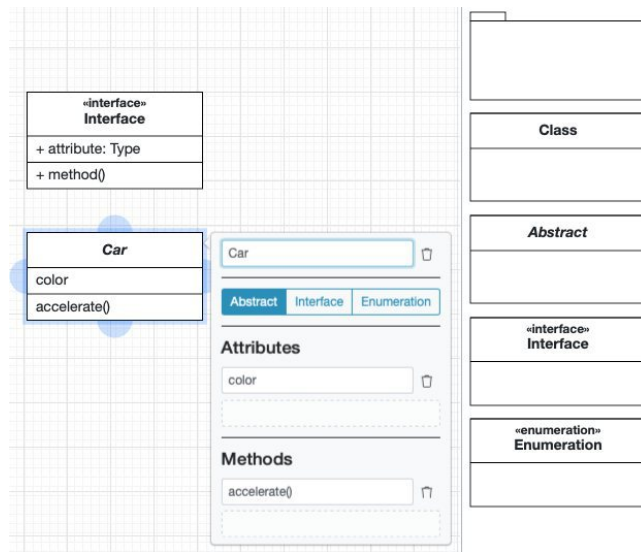 «interface»
Interface
+ attribute: Type
+ method()
Car
color
accelerate()
Car
Abstract
Interface
Enumeration
Attributes
color
Methods
accelerate()
Class
Abstract
«interface»
Interface
«enumeration»
Enumeration